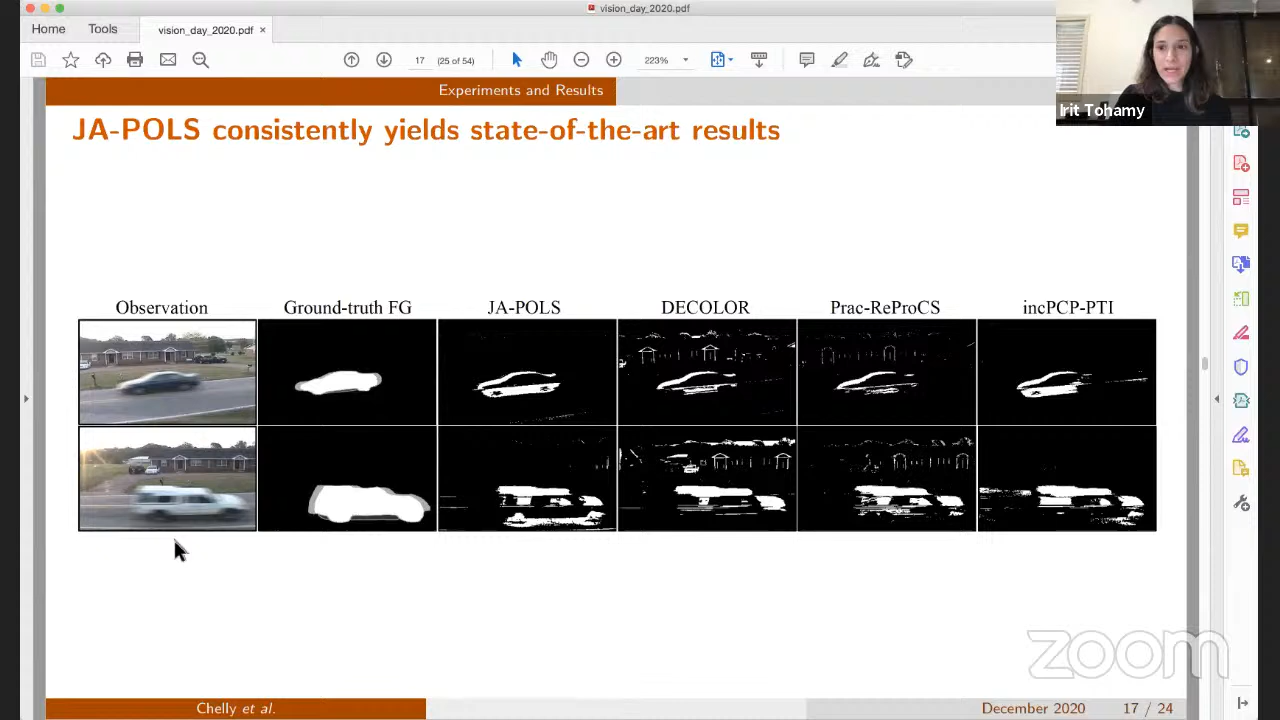 vision_day_2020.pdf
Home
Tools
vision_day_2020.pdf ×
17
(25 of 54)
223%
Irit Tohamy
Experiments and Results
JA-POLS consistently yields state-of-the-art results
Observation
Ground-truth FG
JA-POLS
DECOLOR
Prac-ReProCS
incPCP-PTI
zoom
Chelly et al.
December 2020
17 / 24